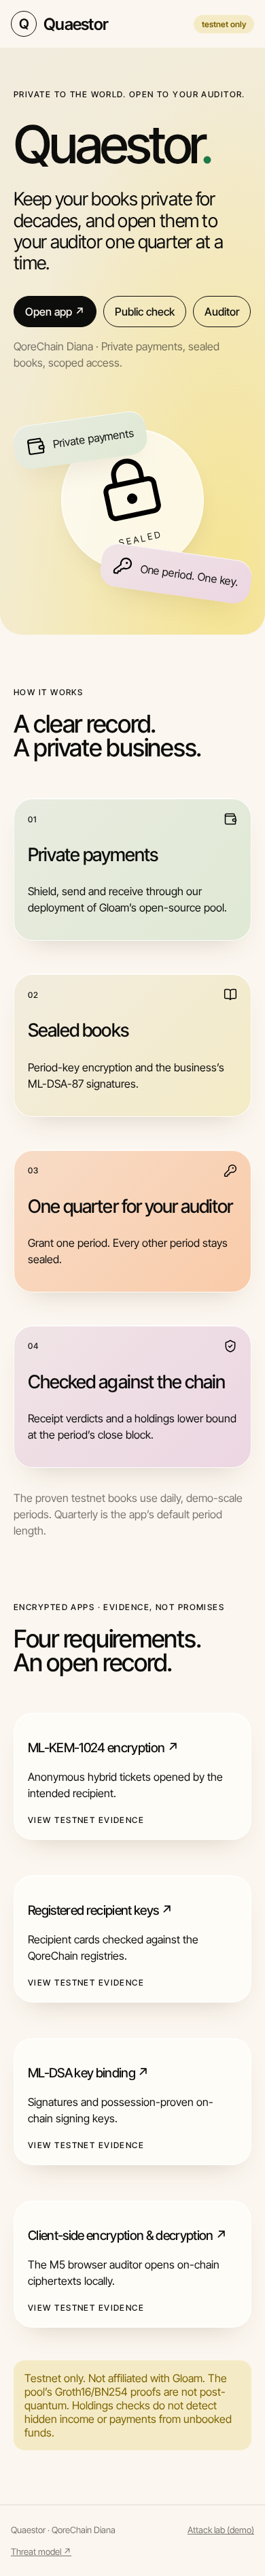 Q
Quaestor
testnet only
PRIVATE TO THE WORLD. OPEN TO YOUR AUDITOR.
Quaestor.
Keep your books private for
decades, and open them to
your auditor one quarter at a
time.
Open app ↗
Public check
Auditor
QoreChain Diana · Private payments, sealed
books, scoped access.
Private payments
SEALED
One period. One key.
HOW IT WORKS
A clear record.
A private business.
01
Private payments
Shield, send and receive through our
deployment of Gloam's open-source pool.
02
Sealed books
Period-key encryption and the business's
ML-DSA-87 signatures.
03
One quarter for your auditor
Grant one period. Every other period stays
sealed.
04
Checked against the chain
Receipt verdicts and a holdings lower bound
at the period's close block.
The proven testnet books use daily, demo-scale
periods. Quarterly is the app's default period
length.
ENCRYPTED APPS · EVIDENCE, NOT PROMISES
Four requirements.
An open record.
ML-KEM-1024 encryption ↗
Anonymous hybrid tickets opened by the
intended recipient.
VIEW TESTNET EVIDENCE
Registered recipient keys ↗
Recipient cards checked against the
QoreChain registries.
VIEW TESTNET EVIDENCE
ML-DSA key binding ↗
Signatures and possession-proven on-
chain signing keys.
VIEW TESTNET EVIDENCE
Client-side encryption & decryption ↗
The M5 browser auditor opens on-chain
ciphertexts locally.
VIEW TESTNET EVIDENCE
Testnet only. Not affiliated with Gloam. The
pool's Groth16/BN254 proofs are not post-
quantum. Holdings checks do not detect
hidden income or payments from unbooked
funds.
Quaestor · QoreChain Diana
Attack lab (demo)
Threat model ↗